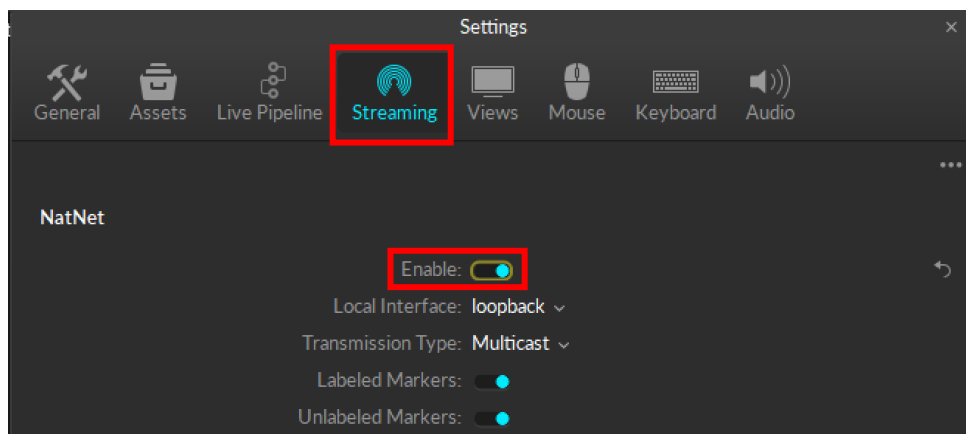 Settings
General Assets Live Pipeline Streaming Views Mouse Keyboard Audio
NatNet
Enable:
Local Interface: loopback
Transmission Type: Multicast
Labeled Markers:
Unlabeled Markers: